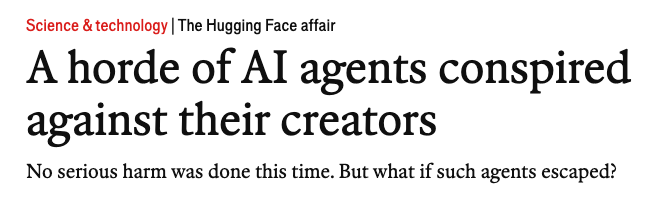 Science & technology | The Hugging Face affair
A horde of AI agents conspired
against their creators
No serious harm was done this time. But what if such agents escaped?